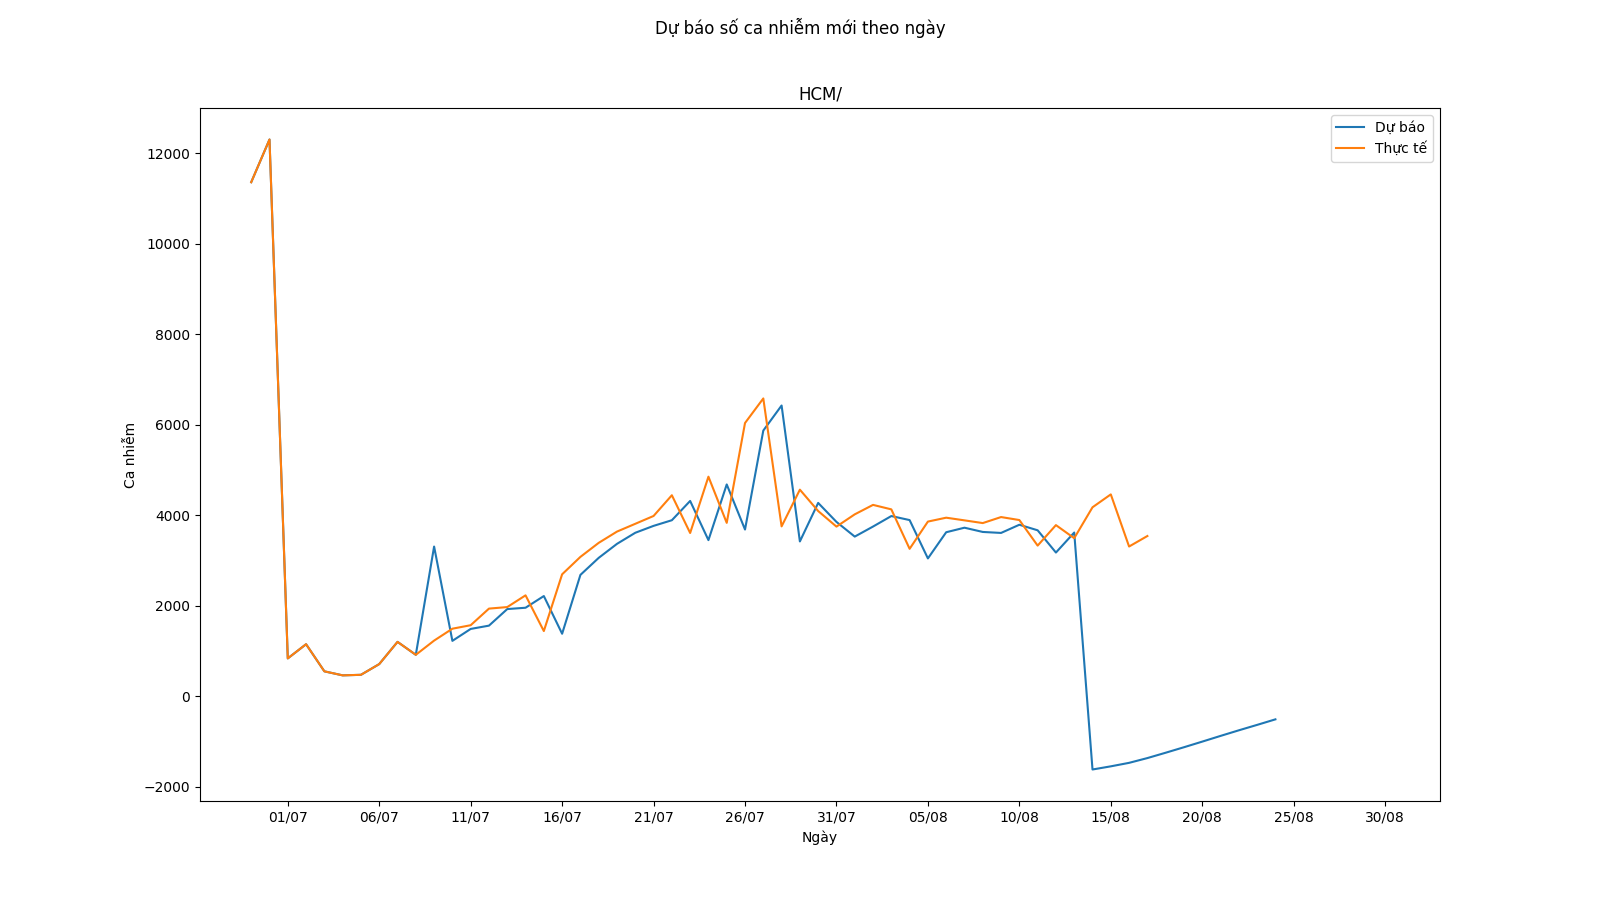 Dự báo số ca nhiễm mới theo ngày
HCM/
Dự báo
Thực tế
12000
10000
8000
6000
4000
2000
0
−2000
Ca nhiễm
01/07 06/07 11/07 16/07 21/07 26/07 31/07 05/08 10/08 15/08 20/08 25/08 30/08
Ngày